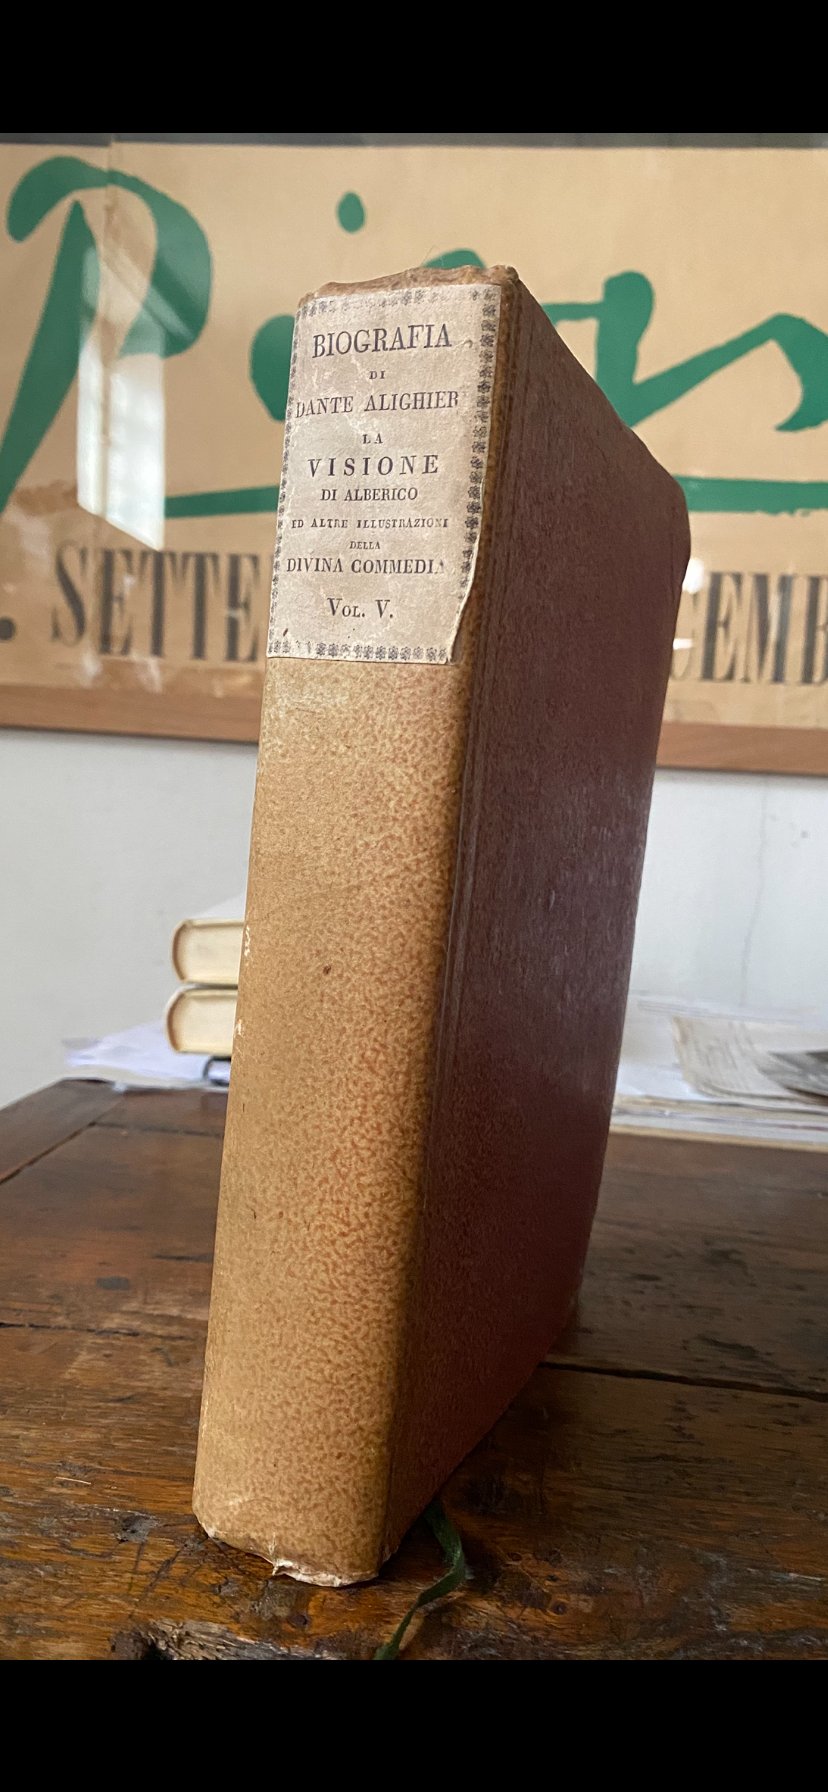 BIOGRAFIA
DI
DANTE ALIGHIER
LA
VISIONE
DI ALBERICO
ED ALTRE ILLUSTRAZIONI
DELLA
DIVINA COMMEDIA
VOL. V.
. SETTE
CEMB